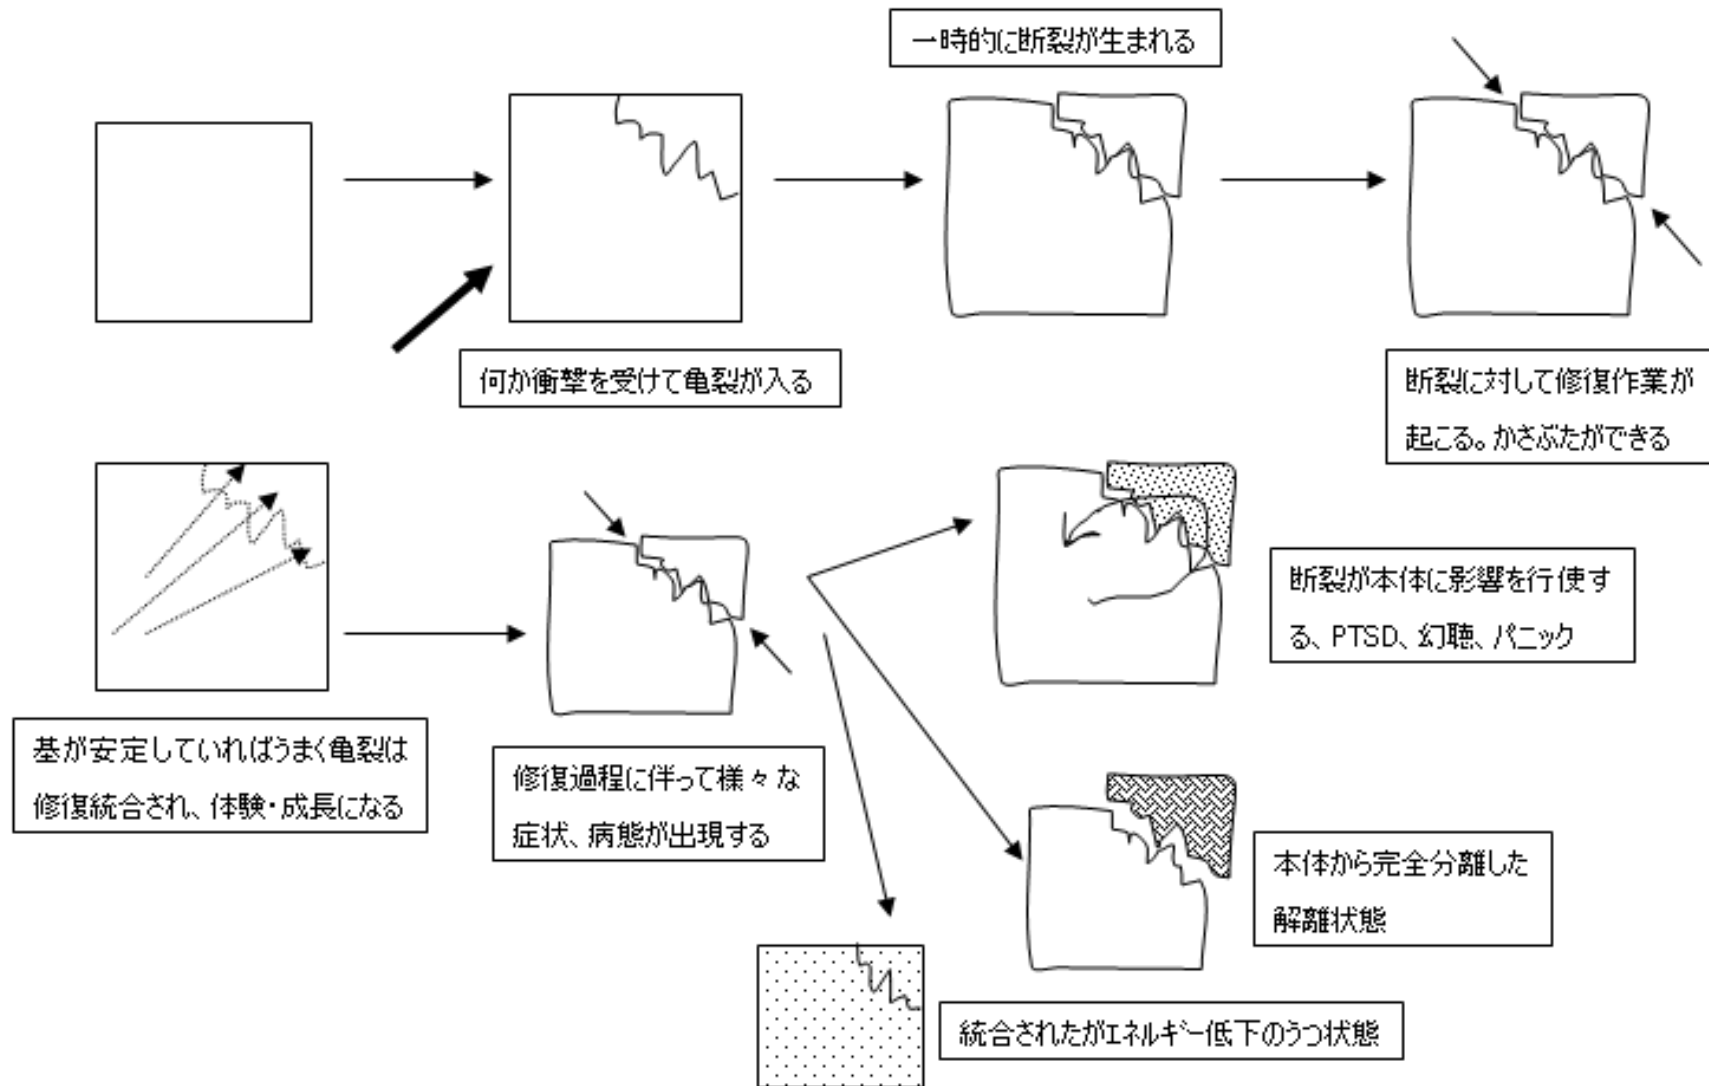 一時的に断裂が生まれる
何か衝撃を受けて亀裂が入る
断裂に対して修復作業が
起こる。かさぶたができる
基が安定していればうまく亀裂は
修復統合され、体験・成長になる
修復過程に伴って様々な
症状、病態が出現する
断裂が本体に影響を行使す
る、PTSD、幻聴、パニック
本体から完全分離した
解離状態
統合されたがエネルギー低下のうつ状態